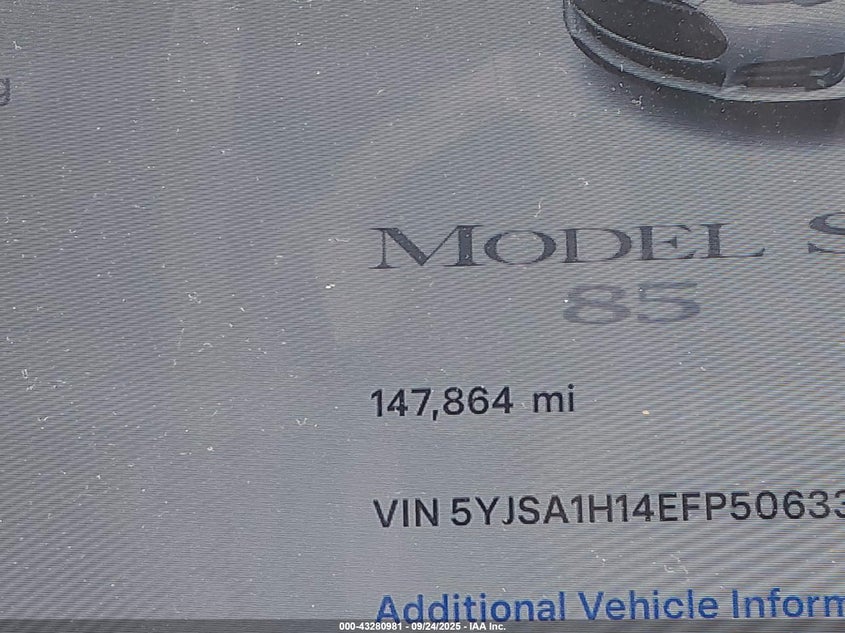 g
MODEL S
85
147,864 mi
VIN 5YJSA1H14EFP50633
Additional Vehicle Inform
000-43280981 - 09/24/2025 - IAA Inc.